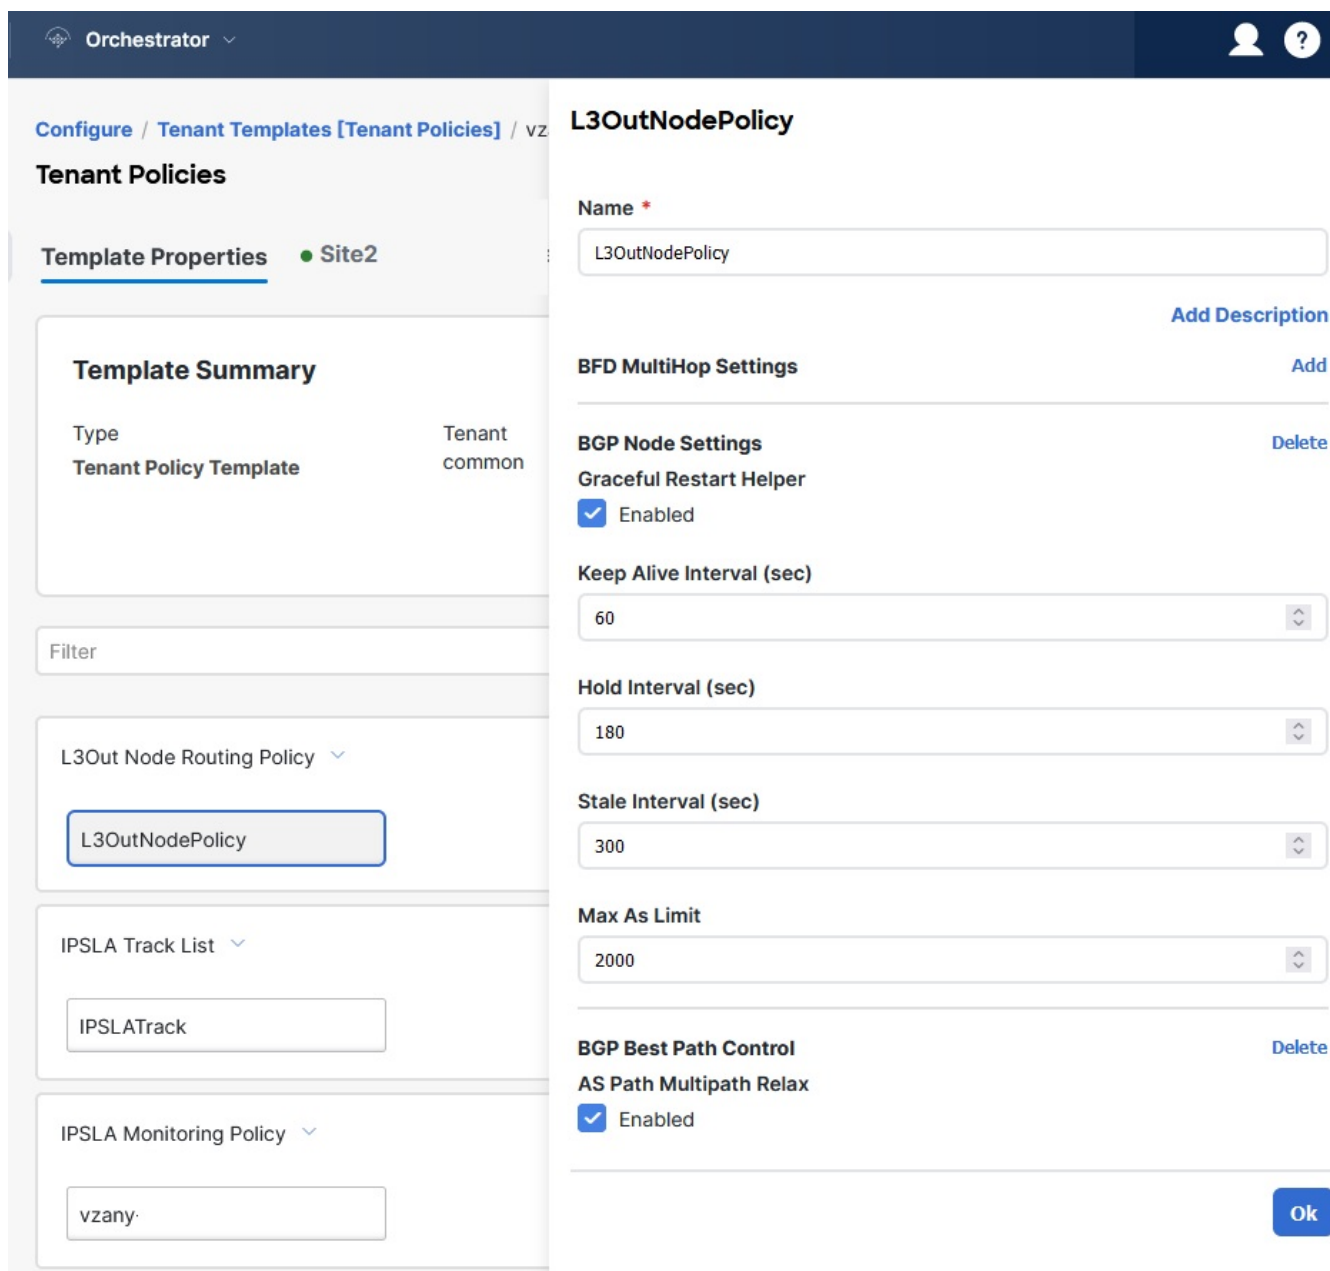 Orchestrator
?
Configure / Tenant Templates [Tenant Policies] / vz
Tenant Policies
Template Properties
Site2
Template Summary
Type
Tenant Policy Template
Tenant
common
Filter
L3Out Node Routing Policy
L3OutNodePolicy
IPSLA Track List
IPSLATrack
IPSLA Monitoring Policy
vzany-
L3OutNodePolicy
Name *
L3OutNodePolicy
Add Description
BFD MultiHop Settings
Add
BGP Node Settings
Delete
Graceful Restart Helper
Enabled
Keep Alive Interval (sec)
60
Hold Interval (sec)
180
Stale Interval (sec)
300
Max As Limit
2000
BGP Best Path Control
Delete
AS Path Multipath Relax
Enabled
Ok